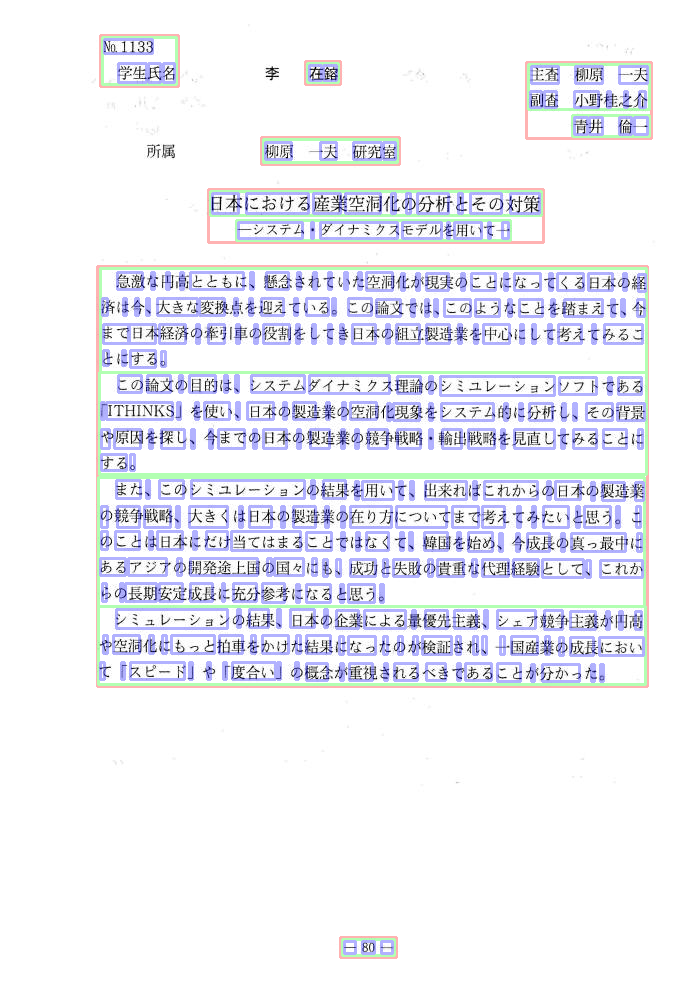 №1133
学生氏名 李 在鎔
主査 柳原 一夫
副査 小野桂之介
青井 倫一
所属 柳原 一夫 研究室
日本における産業空洞化の分析とその対策
―システム・ダイナミクスモデルを用いて―
急激な円高とともに、懸念されていた空洞化が現実のことになってくる日本の経
済は今、大きな変換点を迎えている。この論文では、このようなことを踏まえて、今
まで日本経済の牽引車の役割をしてき日本の組立製造業を中心にして考えてみるこ
とにする。
この論文の目的は、システムダイナミクス理論のシミュレーションソフトである
「ITHINKS」を使い、日本の製造業の空洞化現象をシステム的に分析し、その背景
や原因を探し、今までの日本の製造業の競争戦略・輸出戦略を見直してみることに
する。
また、このシミュレーションの結果を用いて、出来ればこれからの日本の製造業
の競争戦略、大きくは日本の製造業の在り方についてまで考えてみたいと思う。こ
のことは日本にだけ当てはまることではなくて、韓国を始め、今成長の真っ最中に
あるアジアの開発途上国の国々にも、成功と失敗の貴重な代理経験として、これか
らの長期安定成長に充分参考になると思う。
シミュレーションの結果、日本の企業による量優先主義、シェア競争主義が円高
や空洞化にもっと拍車をかけた結果になったのが検証され、一国産業の成長におい
て「スピード」や「度合い」の概念が重視されるべきであることが分かった。
― 80 ―